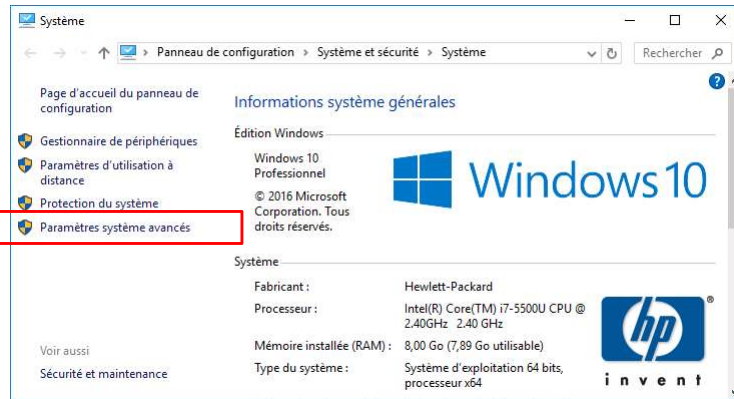 Système
Panneau de configuration > Système et sécurité > Système
Rechercher
Page d'accueil du panneau de
configuration
Gestionnaire de périphériques
Paramètres d'utilisation à
distance
Protection du système
Paramètres système avancés
Voir aussi
Sécurité et maintenance
?
Informations système générales
Édition Windows
Windows 10
Professionnel
© 2016 Microsoft
Corporation. Tous
droits réservés.
Windows 10
Système
Fabricant : Hewlett-Packard
Processeur : Intel(R) Core(TM) i7-5500U CPU @
2.40GHz 2.40 GHz
Mémoire installée (RAM) : 8,00 Go (7,89 Go utilisable)
Type du système : Système d'exploitation 64 bits,
processeur x64
hp ®
invent